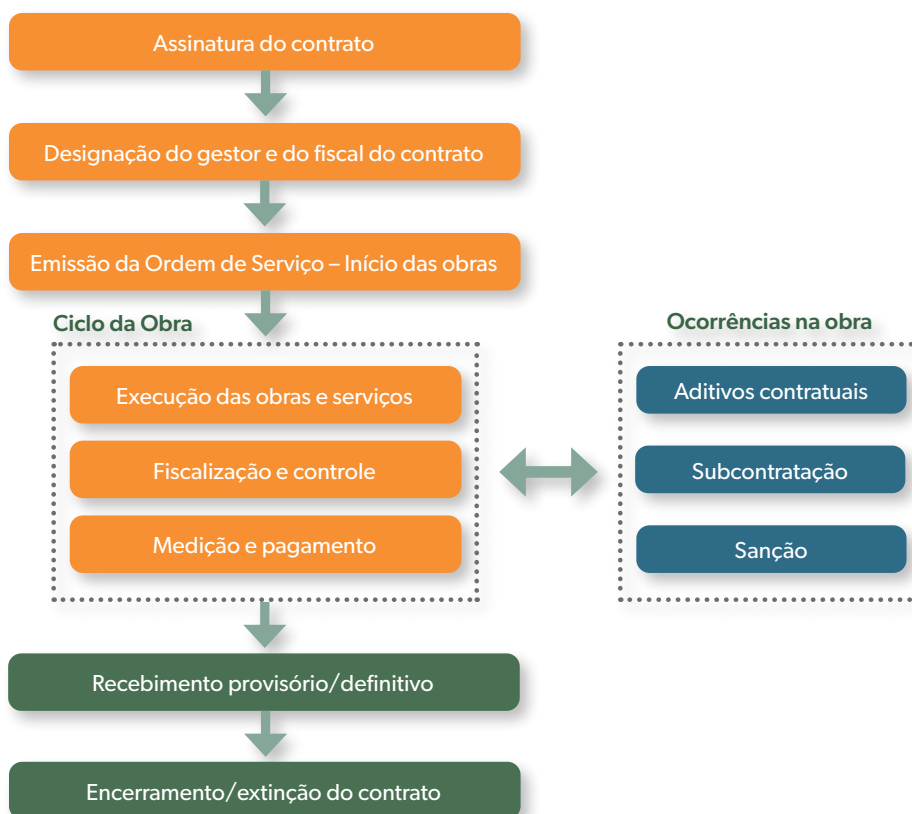 Assinatura do contrato
Designação do gestor e do fiscal do contrato
Emissão da Ordem de Serviço – Início das obras
Ciclo da Obra
Execução das obras e serviços
Fiscalização e controle
Medição e pagamento
Ocorrências na obra
Aditivos contratuais
Subcontratação
Sanção
Recebimento provisório/definitivo
Encerramento/extinção do contrato